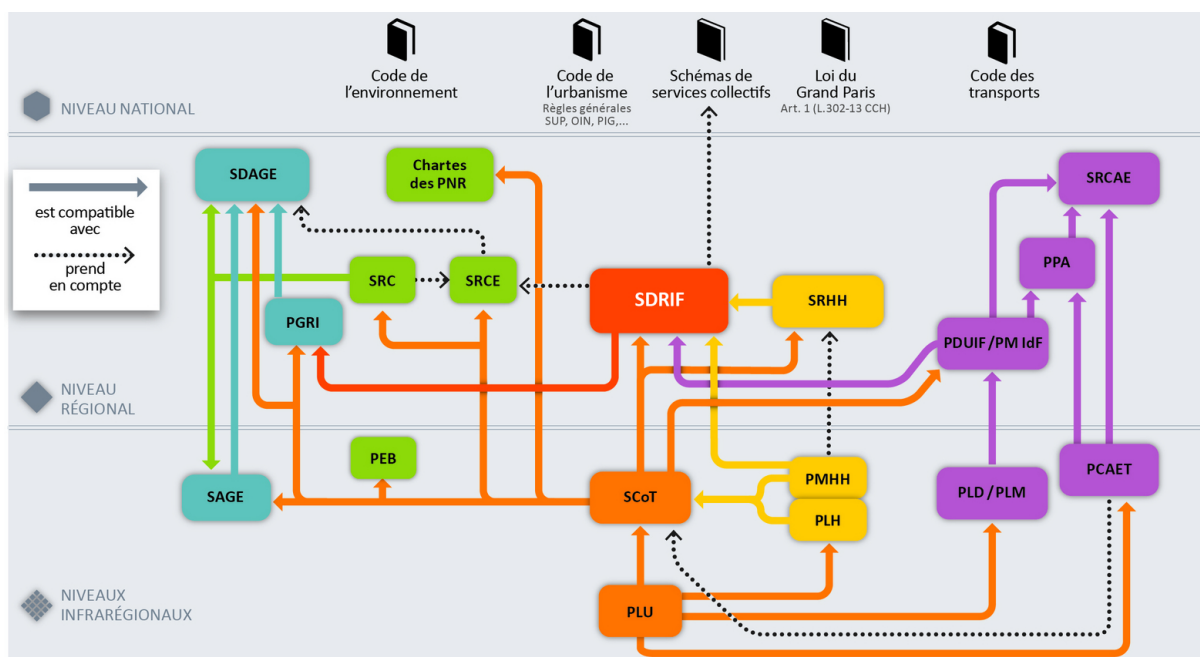 Code de
l'environnement
Code de
l'urbanisme
Règles générales
SUP, OIN, PIG,...
Schémas de
services collectifs
Loi du
Grand Paris
Art. 1 (L.302-13 CCH)
Code des
transports
NIVEAU NATIONAL
est compatible
avec
prend
en compte
SDAGE
Chartes
des PNR
SRCAE
PPA
SRC
SRCE
SDRIF
SRHH
PGRI
PDUIF/PM IdF
NIVEAU
RÉGIONAL
PEB
SAGE
SCoT
PMHH
PLH
PLD/PLM
PCAET
NIVEAUX
INFRARÉGIONAUX
PLU